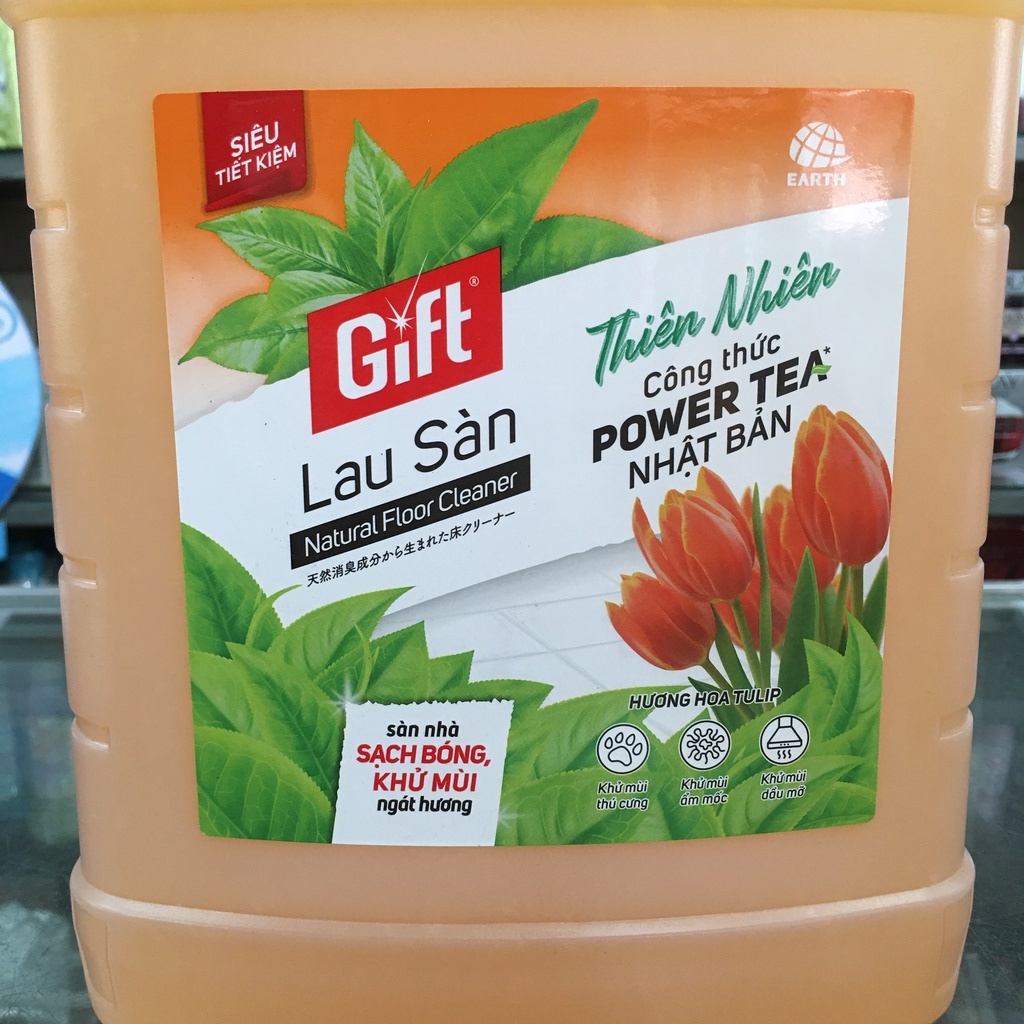 SIÊU
TIẾT KIỆM
EARTH
Gift®
Lau Sàn
Natural Floor Cleaner
天然消臭成分から生まれた床クリーナー
Thiên Nhiên
Công thức
POWER TEA*
NHẬT BẢN
sàn nhà
SẠCH BÓNG,
KHỬ MÙI
ngát hương
HƯƠNG HOA TULIP
Khử mùi
thú cưng
Khử mùi
ẩm mốc
Khử mùi
dầu mỡ